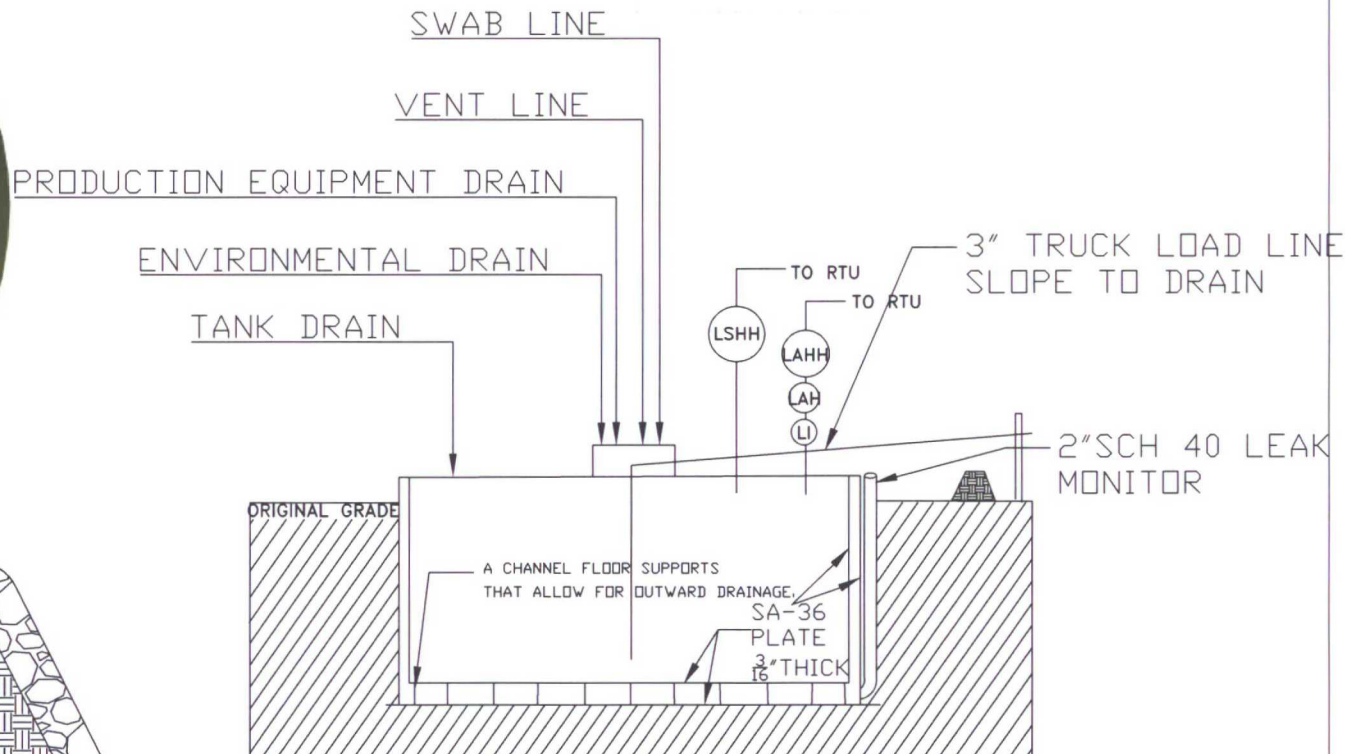 SWAB LINE
VENT LINE
PRODUCTION EQUIPMENT DRAIN
ENVIRONMENTAL DRAIN
TANK DRAIN
TO RTU
TO RTU
3" TRUCK LOAD LINE
SLOPE TO DRAIN
LSHH
LAHH
LAH
LI
2"SCH 40 LEAK
MONITOR
ORIGINAL GRADE
A CHANNEL FLOOR SUPPORTS
THAT ALLOW FOR OUTWARD DRAINAGE.
SA-36
PLATE
3/16"THICK